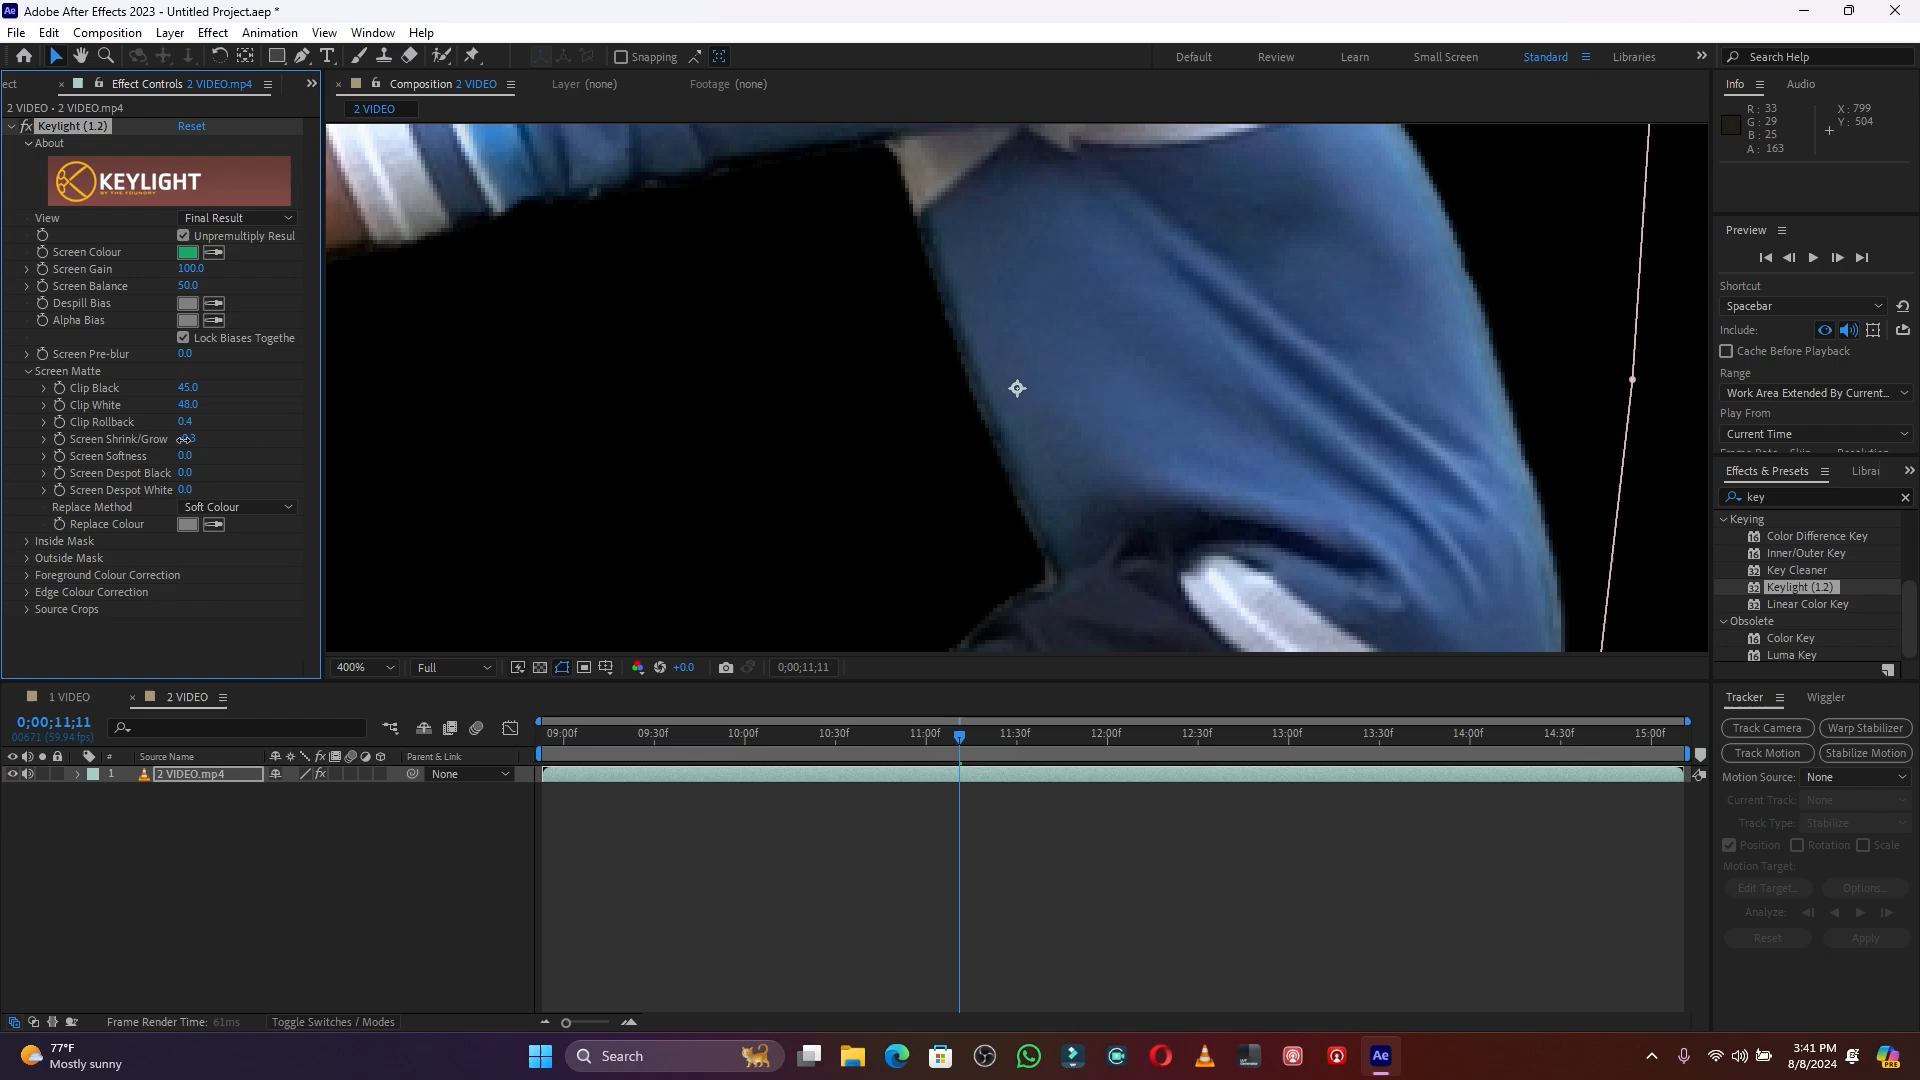 Adobe After Effects 2023 - Untitled Project.aep *
File Edit Composition Layer Effect Animation View Window Help
Snapping
Default Review Learn Small Screen Standard Libraries
Search Help
ect
Effect Controls 2 VIDEO.mp4
2 VIDEO • 2 VIDEO.mp4
fx Keylight (1.2) Reset
About
KEYLIGHT
BY THE FOUNDRY
View Final Result
Unpremultiply Resul
Screen Colour
Screen Gain 100.0
Screen Balance 50.0
Despill Bias
Alpha Bias
Lock Biases Togethe
Screen Pre-blur 0.0
Screen Matte
Clip Black 45.0
Clip White 48.0
Clip Rollback 0.4
Screen Shrink/Grow
Screen Softness 0.0
Screen Despot Black 0.0
Screen Despot White 0.0
Replace Method Soft Colour
Replace Colour
Inside Mask
Outside Mask
Foreground Colour Correction
Edge Colour Correction
Source Crops
Composition 2 VIDEO
Layer (none)
Footage (none)
2 VIDEO
400% Full +0.0 0;00;11;11
Info Audio
R: 33 X: 799
G: 29 Y: 504
B: 25
A: 163
Preview
Shortcut
Spacebar
Include:
Cache Before Playback
Range
Work Area Extended By Current...
Play From
Current Time
Effects & Presets Librar
key
Keying
Color Difference Key
Inner/Outer Key
Key Cleaner
Keylight (1.2)
Linear Color Key
Obsolete
Color Key
Luma Key
Tracker Wiggler
Track Camera Warp Stabilizer
Track Motion Stabilize Motion
Motion Source: None
Current Track: None
Track Type: Stabilize
Position Rotation Scale
Motion Target:
Edit Target... Options...
Analyze:
Reset Apply
1 VIDEO 2 VIDEO
0;00;11;11
00671 (59.94 fps)
# Source Name fx Parent & Link
1 2 VIDEO.mp4 fx None
09:00f 09:30f 10:00f 10:30f 11:00f 11:30f 12:00f 12:30f 13:00f 13:30f 14:00f 14:30f 15:00f
Frame Render Time: 61ms Toggle Switches / Modes
77°F
Mostly sunny
Search
Ae
3:41 PM
8/8/2024